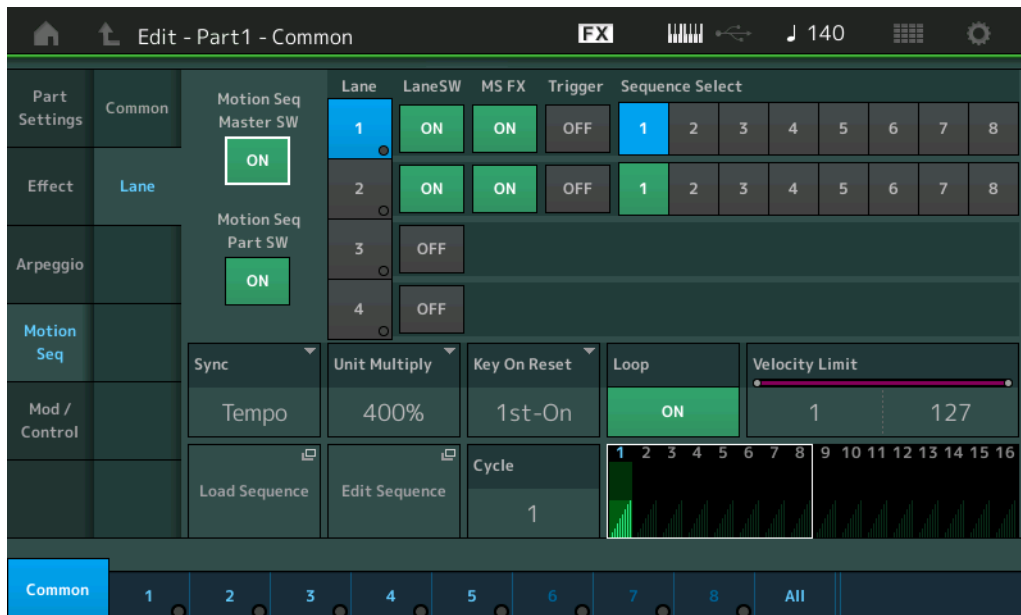 Edit - Part1 - Common FX ♩ 140
Part Settings
Effect
Arpeggio
Motion Seq
Mod / Control
Common
Lane
Motion Seq Master SW
ON
Motion Seq Part SW
ON
Lane LaneSW MS FX Trigger Sequence Select
1 ON ON OFF 1 2 3 4 5 6 7 8
2 ON ON OFF 1 2 3 4 5 6 7 8
3 OFF
4 OFF
Sync Unit Multiply Key On Reset Loop Velocity Limit
Tempo 400% 1st-On ON 1 127
Load Sequence Edit Sequence Cycle 1
1 2 3 4 5 6 7 8 9 10 11 12 13 14 15 16
Common 1 2 3 4 5 6 7 8 All